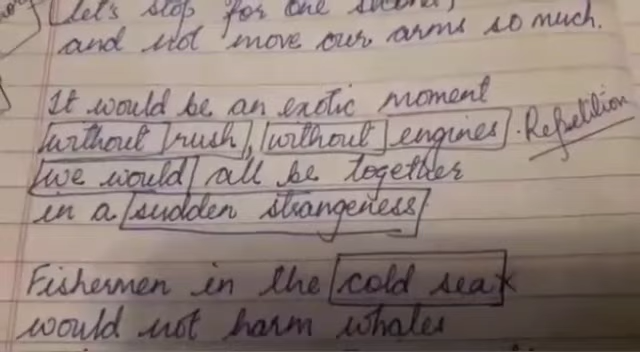 let's stop for one second,
and not move our arms so much.
It would be an exotic moment
without rush, without engines. Repetition
we would all be together
in a sudden strangeness
Fishermen in the cold sea
would not harm whales